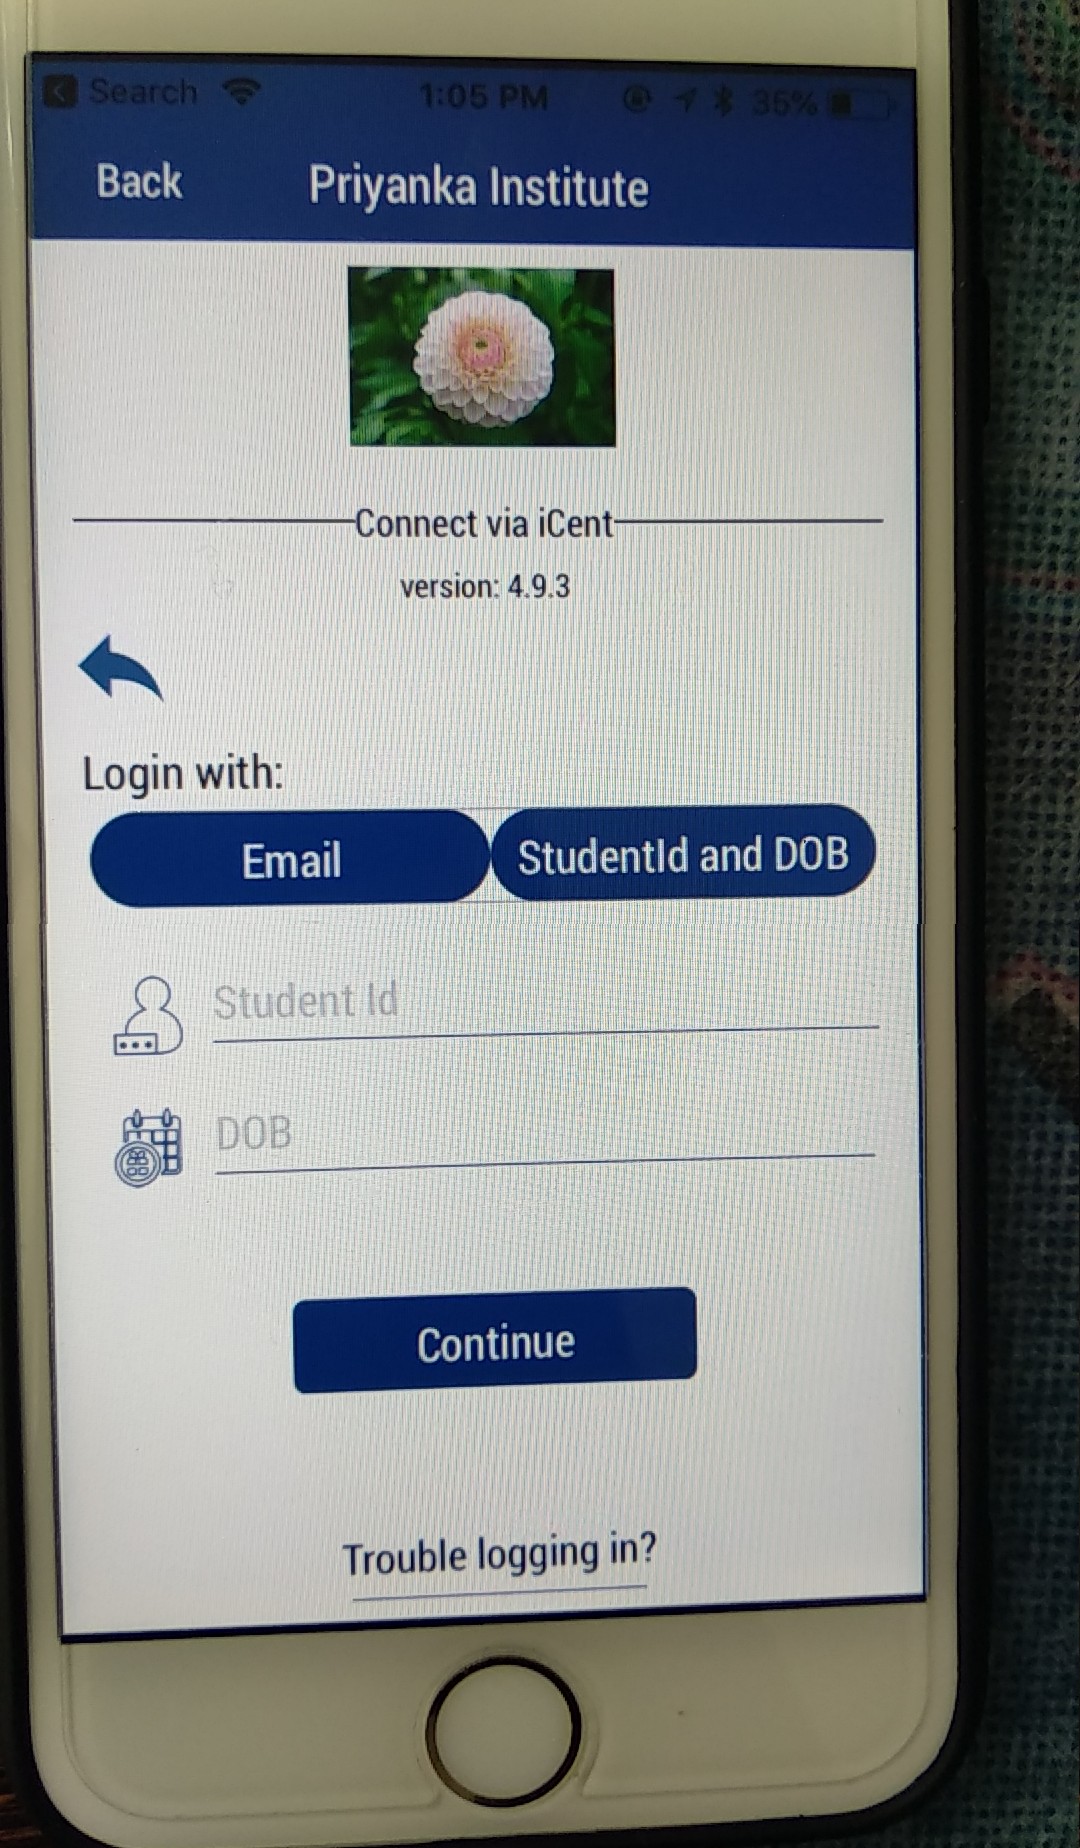 Search 1:05 PM 35%
Back Priyanka Institute
Connect via iCent
version: 4.9.3
Login with:
Email StudentId and DOB
Student Id
DOB
Continue
Trouble logging in?